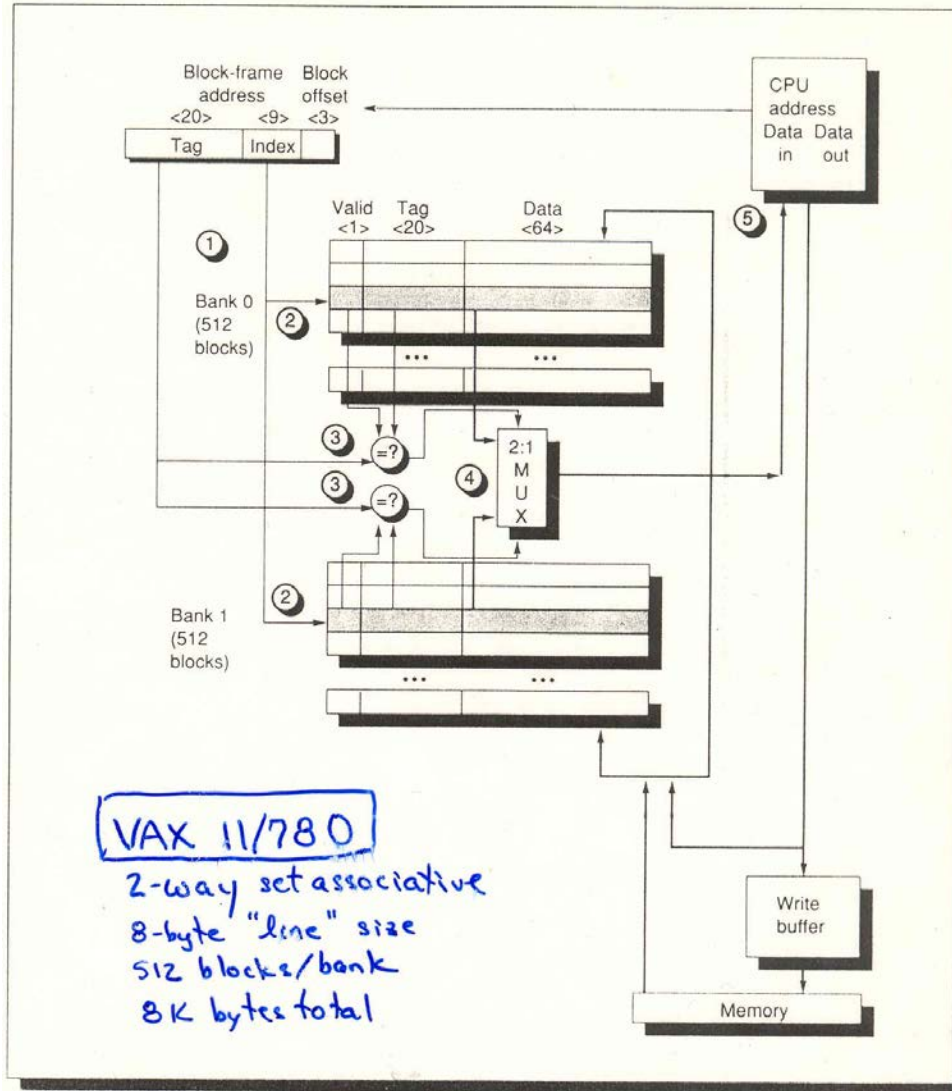 Block-frame
address
Block
offset
<20>
<9>
<3>
Tag
Index
CPU
address
Data
in
Data
out
Valid
<1>
Tag
<20>
Data
<64>
5
1
Bank 0
(512
blocks)
2
...
...
3
=?
3
=?
4
2:1
M
U
X
Bank 1
(512
blocks)
2
...
...
VAX 11/780
2-way set associative
8-byte "line" size
512 blocks/bank
8K bytes total
Write
buffer
Memory